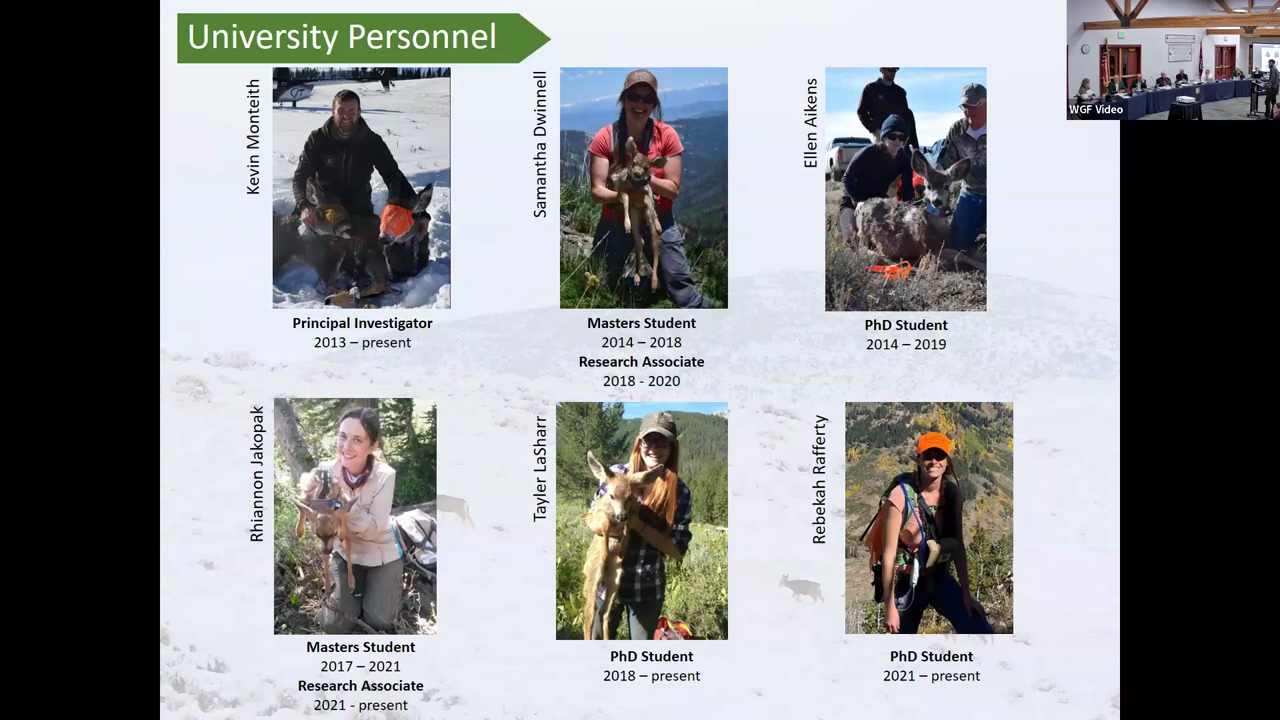 University Personnel
WGF Video
Kevin Monteith
Samantha Dwinnell
Ellen Aikens
Principal Investigator
2013 – present
Masters Student
2014 – 2018
Research Associate
2018 - 2020
PhD Student
2014 – 2019
Rhiannon Jakopak
Tayler LaSharr
Rebekah Rafferty
Masters Student
2017 – 2021
Research Associate
2021 - present
PhD Student
2018 – present
PhD Student
2021 – present